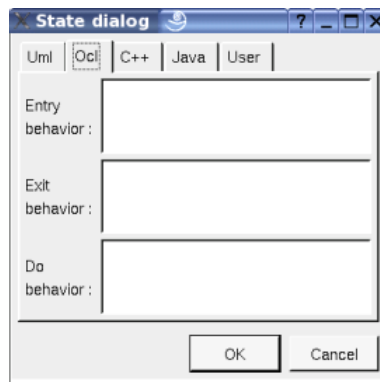 State dialog
Uml Ocl C++ Java User
Entry
behavior :
Exit
behavior :
Do
behavior :
OK Cancel